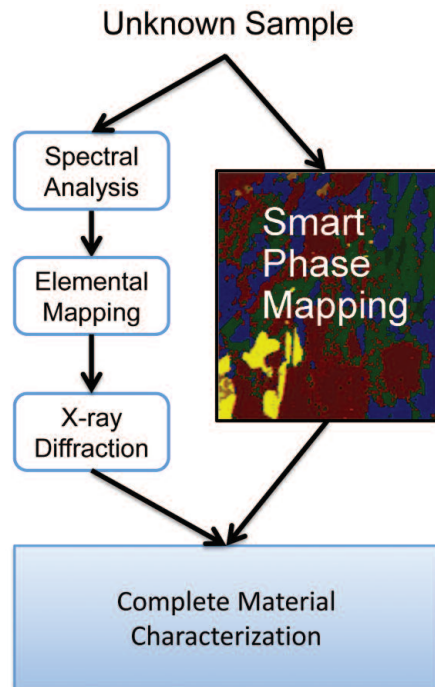 Unknown Sample
Spectral
Analysis
Elemental
Mapping
X-ray
Diffraction
Smart
Phase
Mapping
Complete Material
Characterization